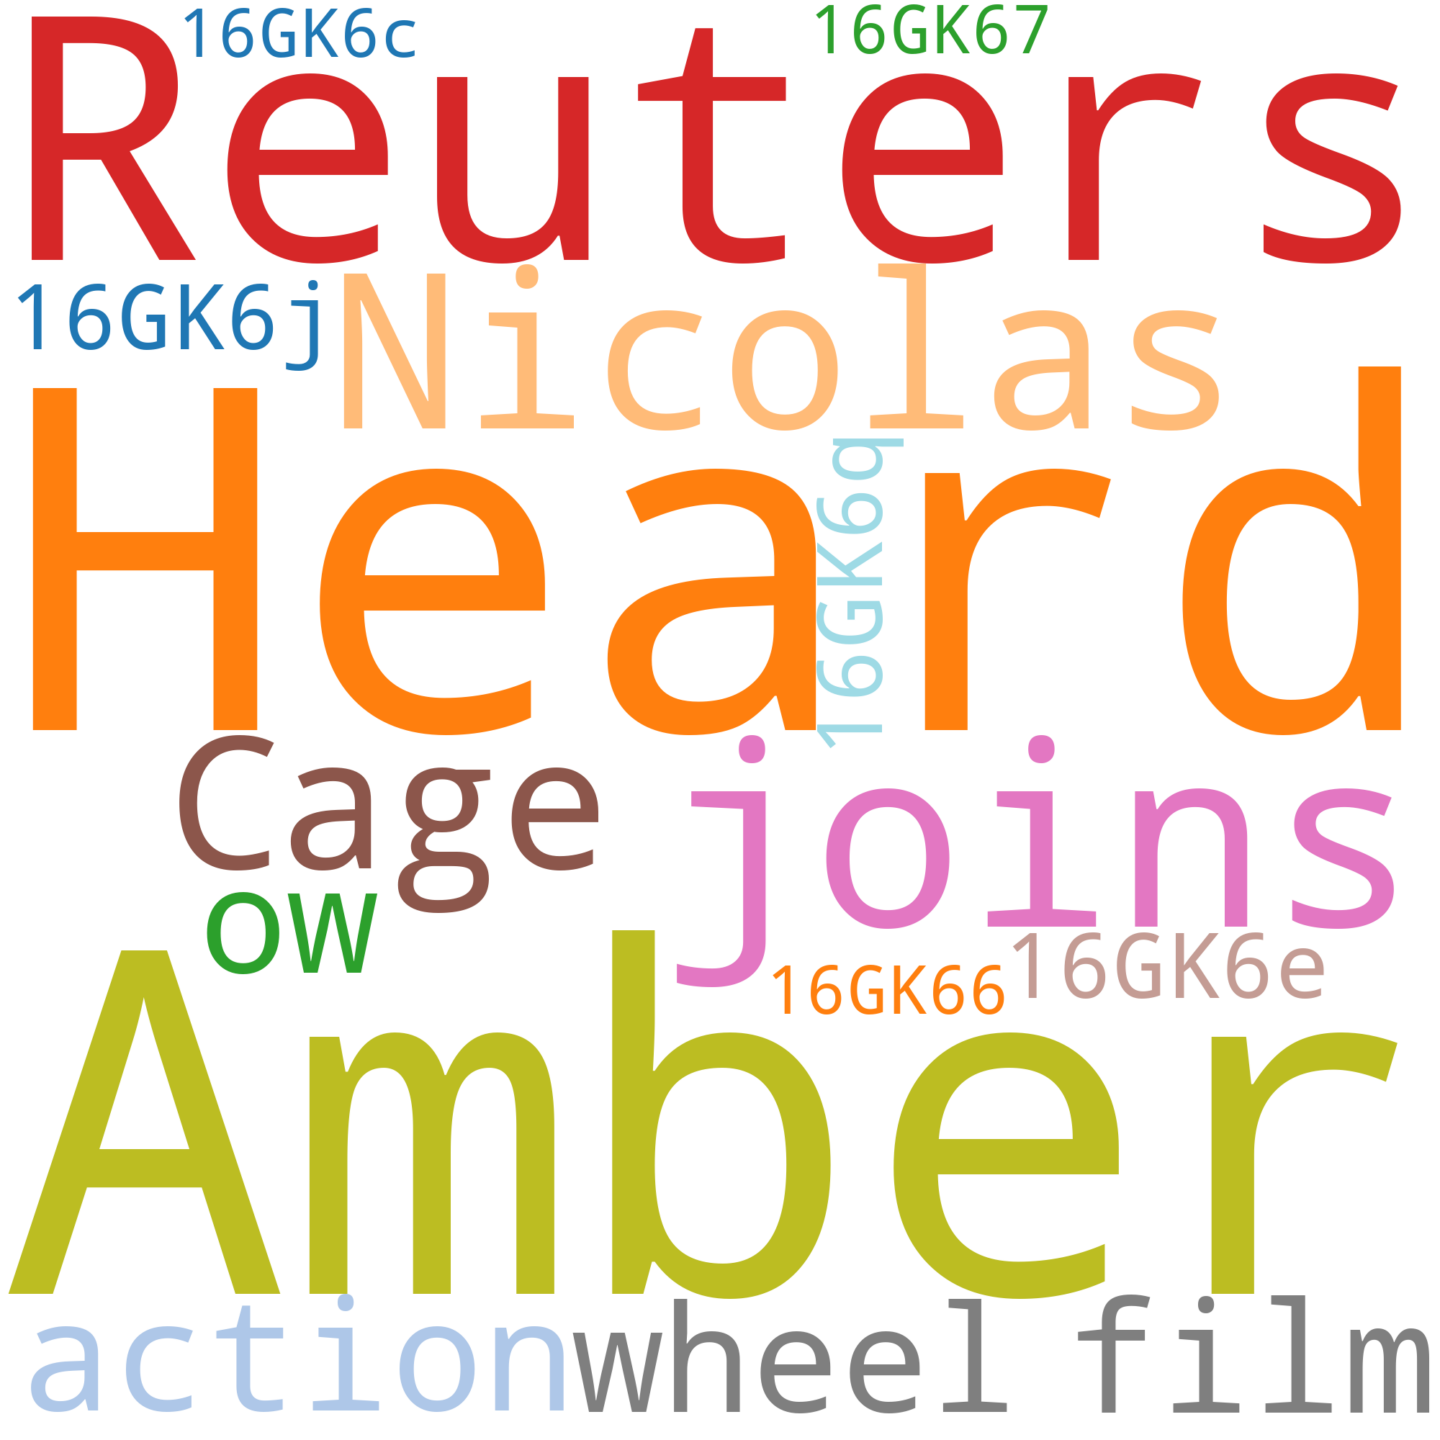 16GK6c 16GK67
Reuters
16GK6j Nicolas
Heard
16GK6q
Cage joins
ow
16GK66 16GK6e
Amber
action wheel film